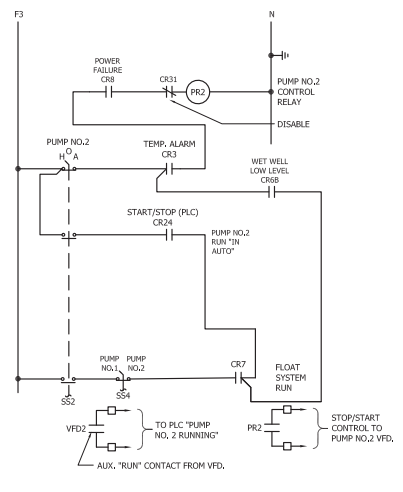 F3
N
POWER
FAILURE
CR8
CR31
PR2
PUMP NO.2
CONTROL
RELAY
DISABLE
PUMP NO.2
H O A
TEMP. ALARM
CR3
WET WELL
LOW LEVEL
CR6B
START/STOP (PLC)
CR24
PUMP NO.2
RUN "IN
AUTO"
PUMP NO.1
PUMP NO.2
CR7
FLOAT
SYSTEM
RUN
SS2
SS4
VFD2
TO PLC "PUMP
NO. 2 RUNNING"
PR2
STOP/START
CONTROL TO
PUMP NO.2 VFD.
AUX. "RUN" CONTACT FROM VFD.